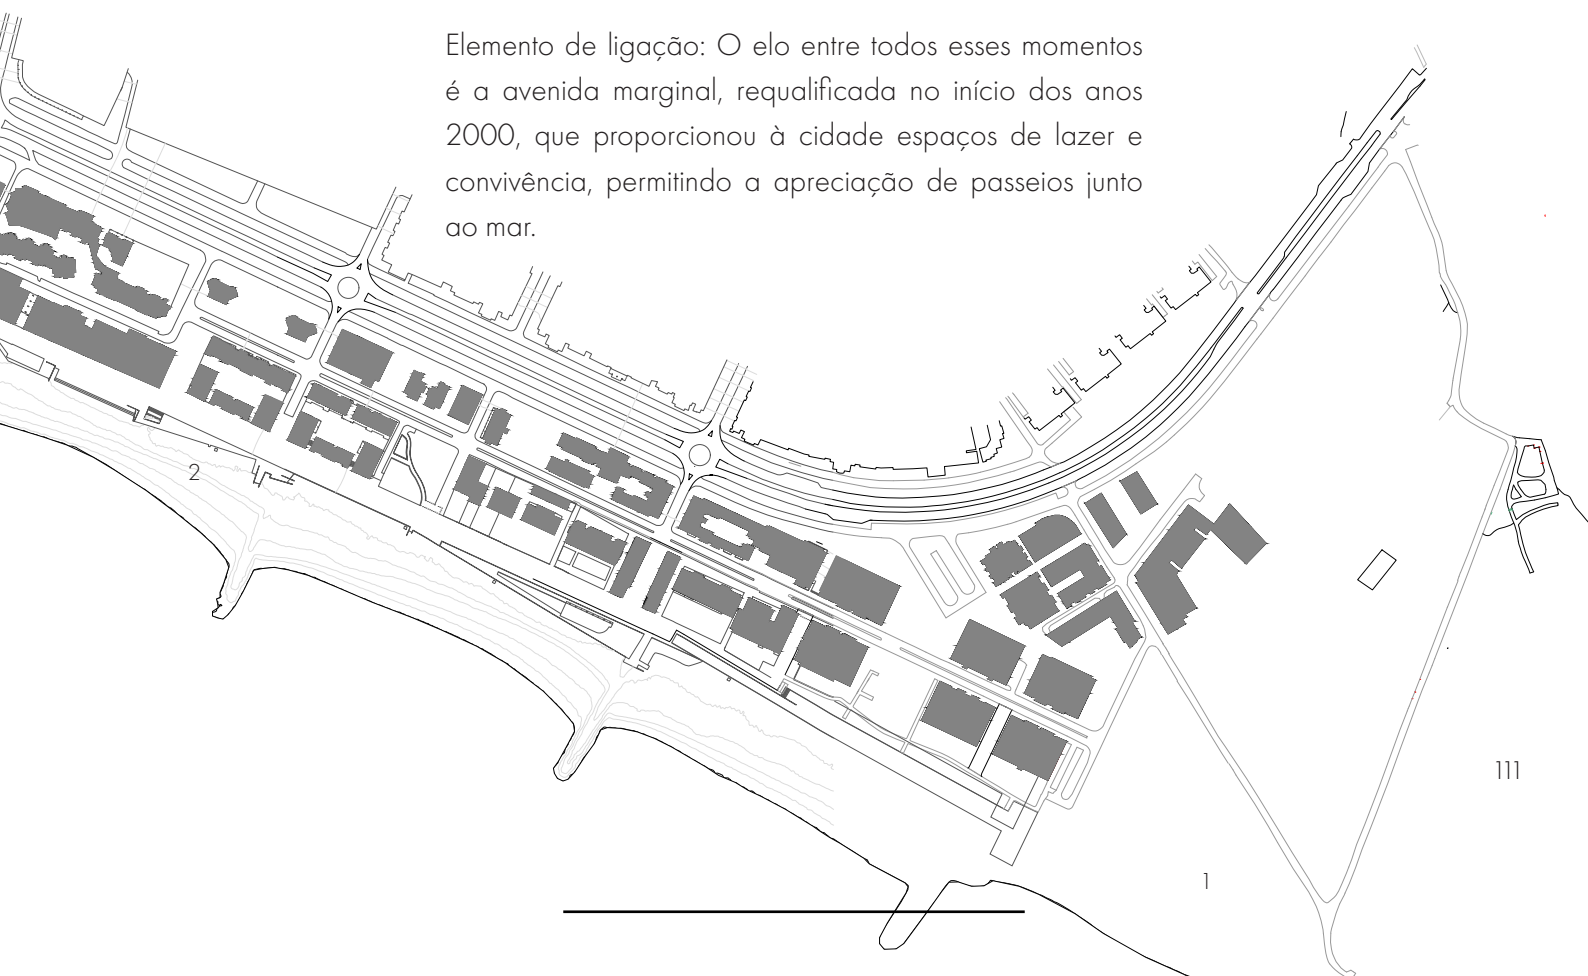 Elemento de ligação: O elo entre todos esses momentos
é a avenida marginal, requalificada no início dos anos
2000, que proporcionou à cidade espaços de lazer e
convivência, permitindo a apreciação de passeios junto
ao mar.
2
111
1